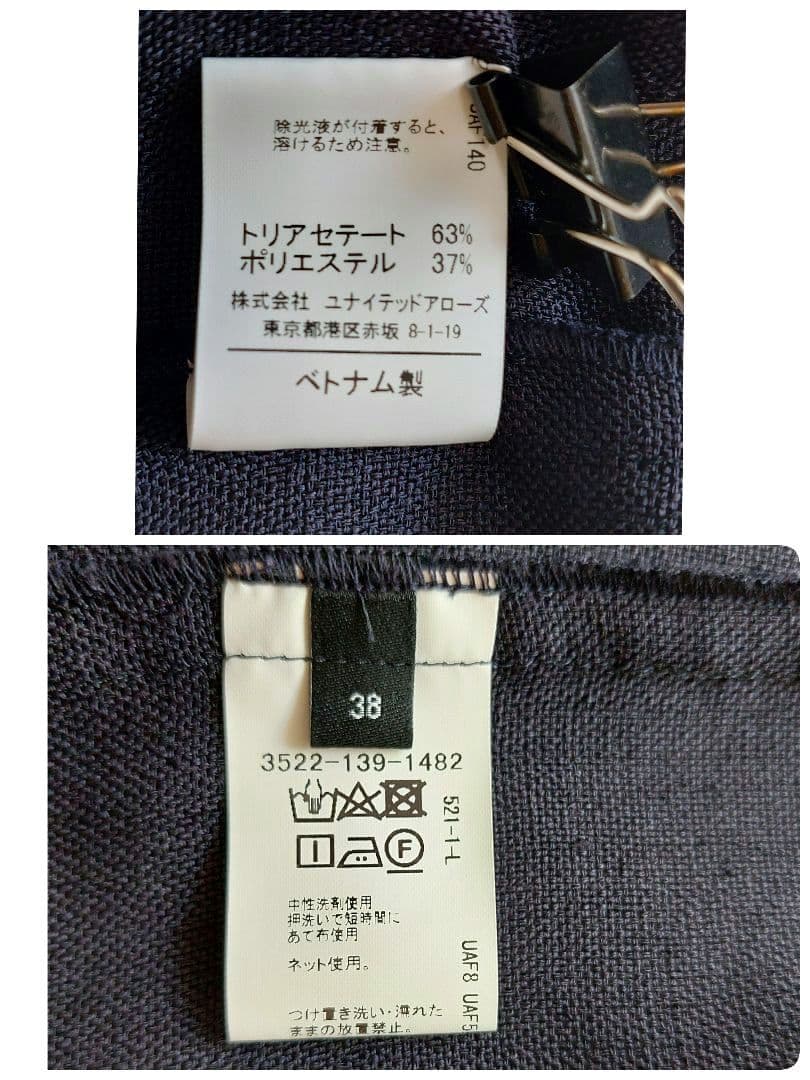 除光液が付着すると、
溶けるため注意。
UAF140
トリアセテート 63%
ポリエステル 37%
株式会社 ユナイテッドアローズ
東京都港区赤坂 8-1-19
ベトナム製
38
3522-139-1482
521-1-L
F
中性洗剤使用
押洗いで短時間に
あて布使用
ネット使用。
UAF8 UAF5
つけ置き洗い・濡れた
ままの放置禁止。